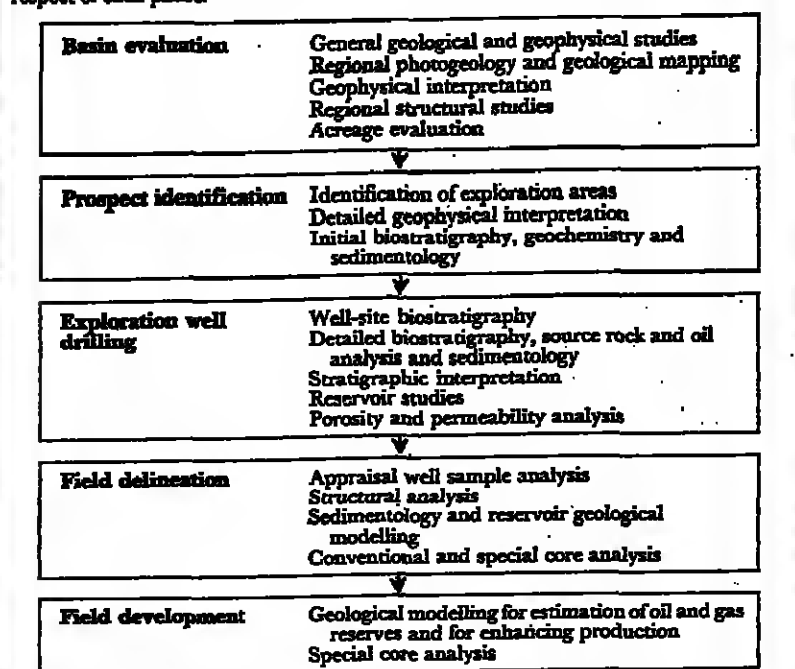 Basin evaluation
General geological and geophysical studies
Regional photogeology and geological mapping
Geophysical interpretation
Regional structural studies
Acreage evaluation
Prospect identification
Identification of exploration areas
Detailed geophysical interpretation
Initial biostratigraphy, geochemistry and
sedimentology
Exploration well
drilling
Well-site biostratigraphy
Detailed biostratigraphy, source rock and oil
analysis and sedimentology
Stratigraphic interpretation
Reservoir studies
Porosity and permeability analysis
Field delineation
Appraisal well sample analysis
Structural analysis
Sedimentology and reservoir geological
modelling
Conventional and special core analysis
Field development
Geological modelling for estimation of oil and gas
reserves and for enhancing production
Special core analysis